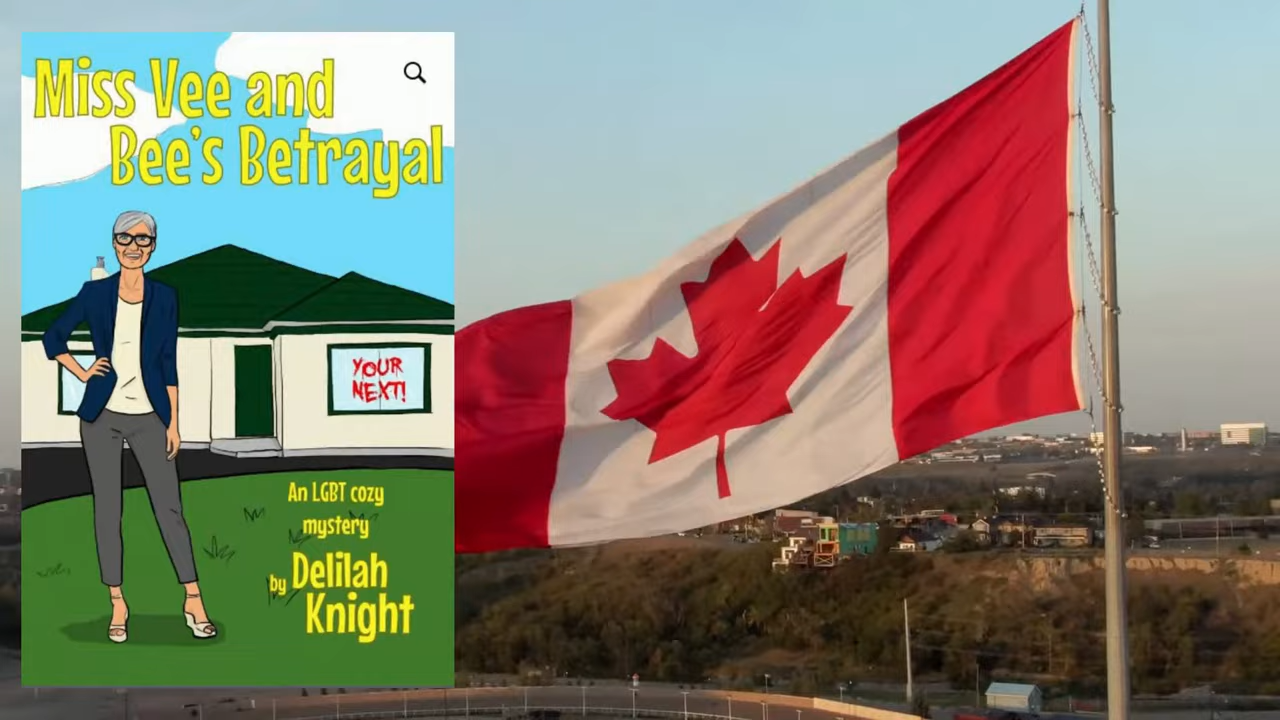 Miss Vee and
Bee's Betrayal
YOUR
NEXT!
An LGBT cozy
mystery
by Delilah
Knight